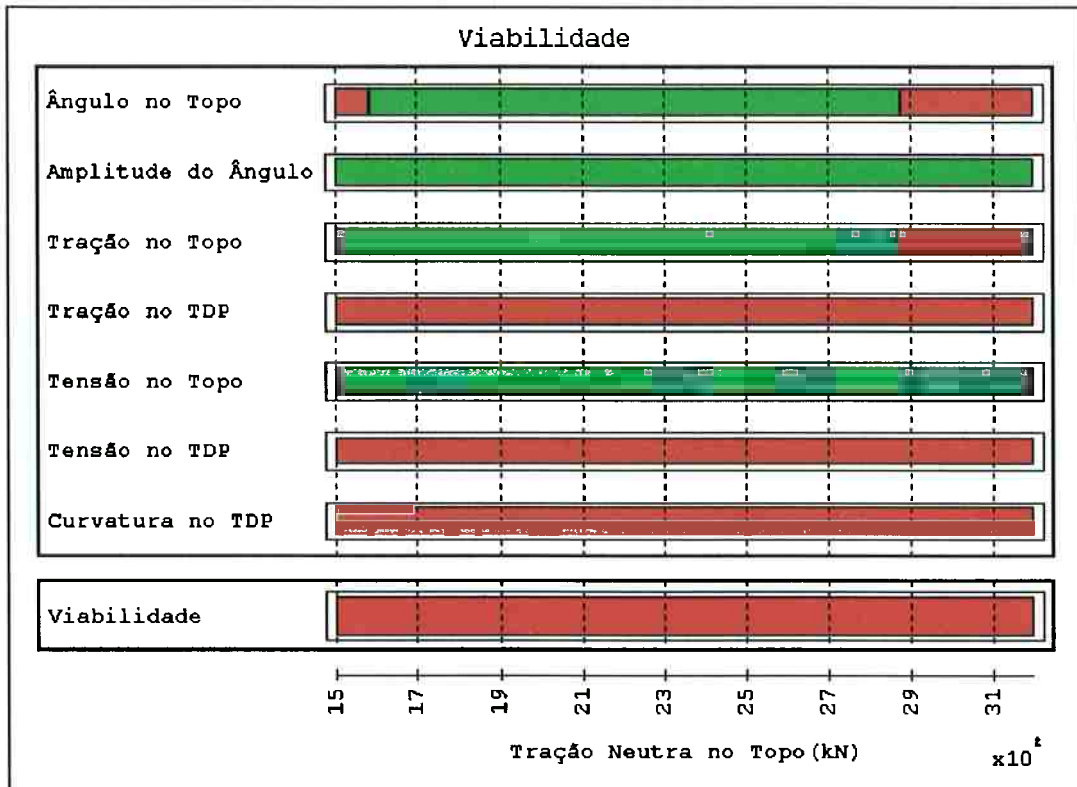 Viabilidade
Ângulo no Topo
Amplitude do Ângulo
Tração no Topo
Tração no TDP
Tensão no Topo
Tensão no TDP
Curvatura no TDP
Viabilidade
15 17 19 21 23 25 27 29 31
Tração Neutra no Topo(kN)
x10